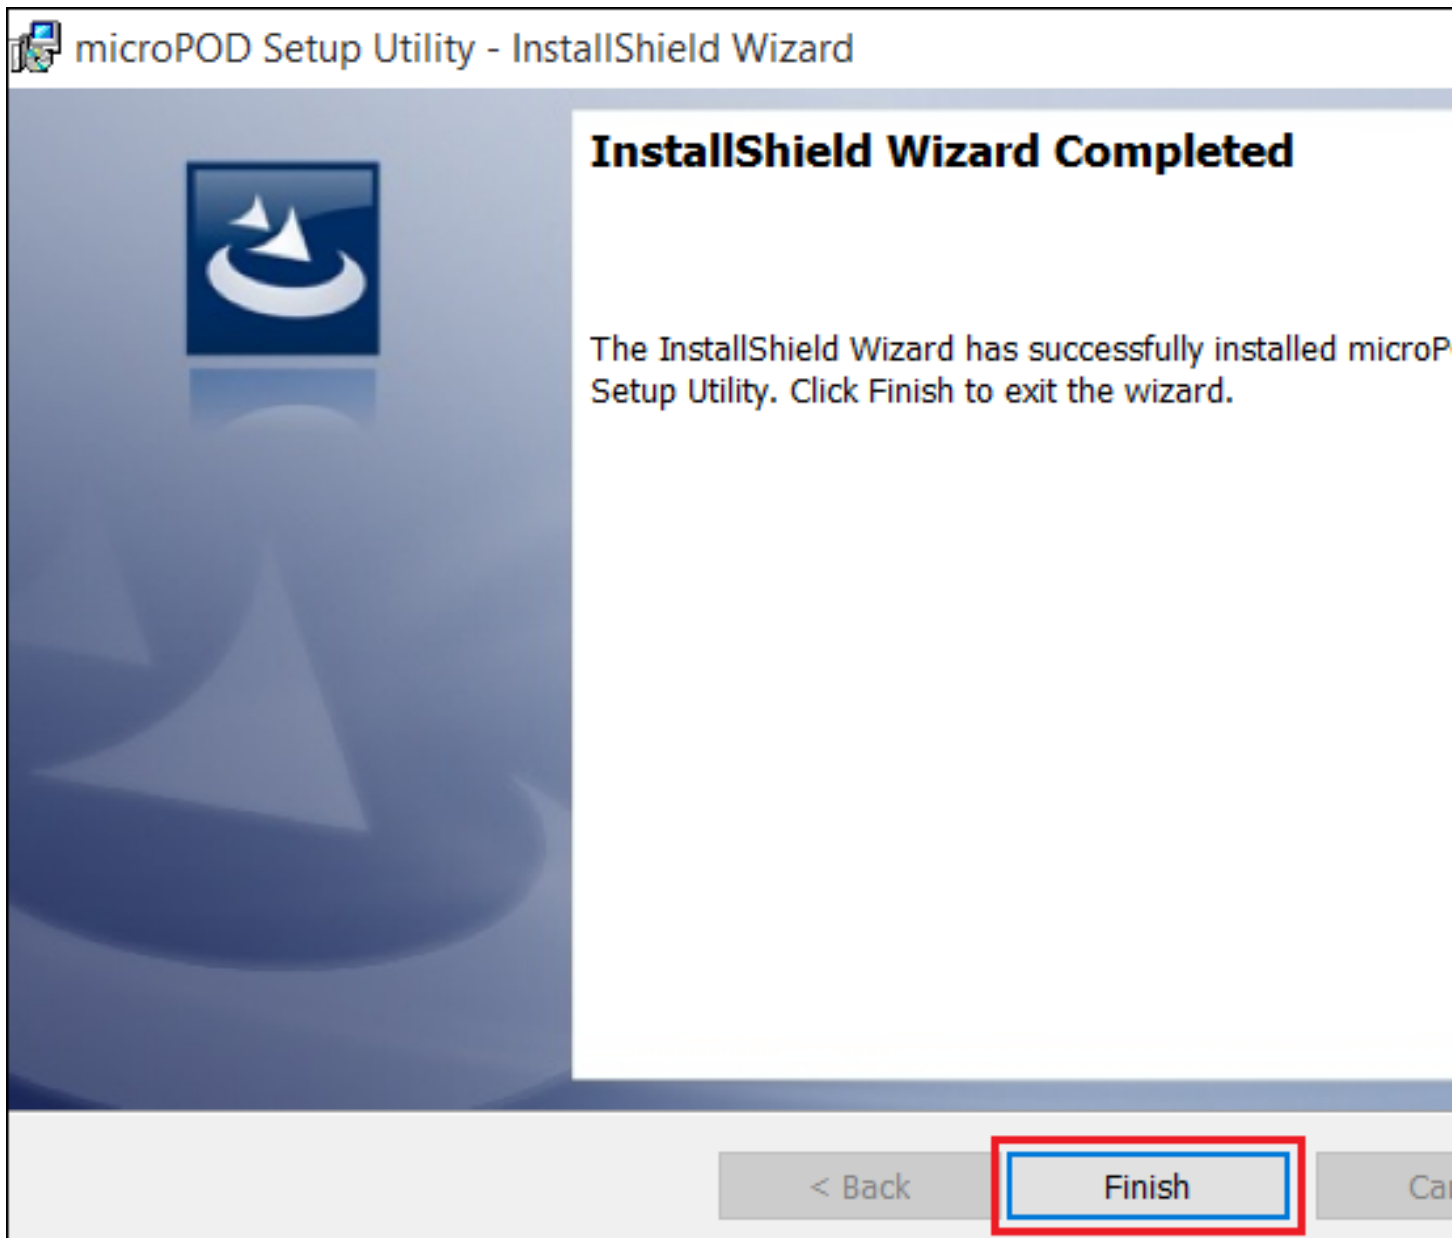 microPOD Setup Utility - InstallShield Wizard
InstallShield Wizard Completed
The InstallShield Wizard has successfully installed
Setup Utility. Click Finish to exit the wizard.
< Back
Finish